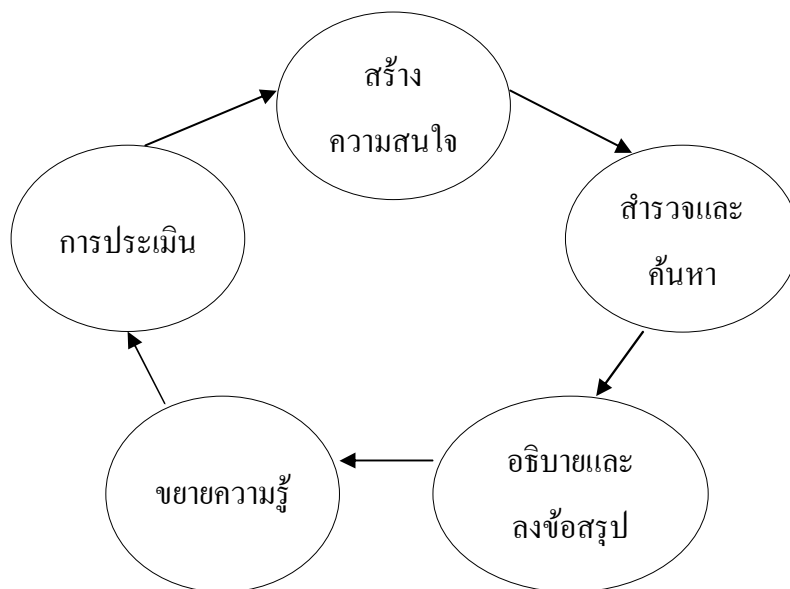 สร้าง
ความสนใจ
สำรวจและ
ค้นหา
อธิบายและ
ลงข้อสรุป
ขยายความรู้
การประเมิน